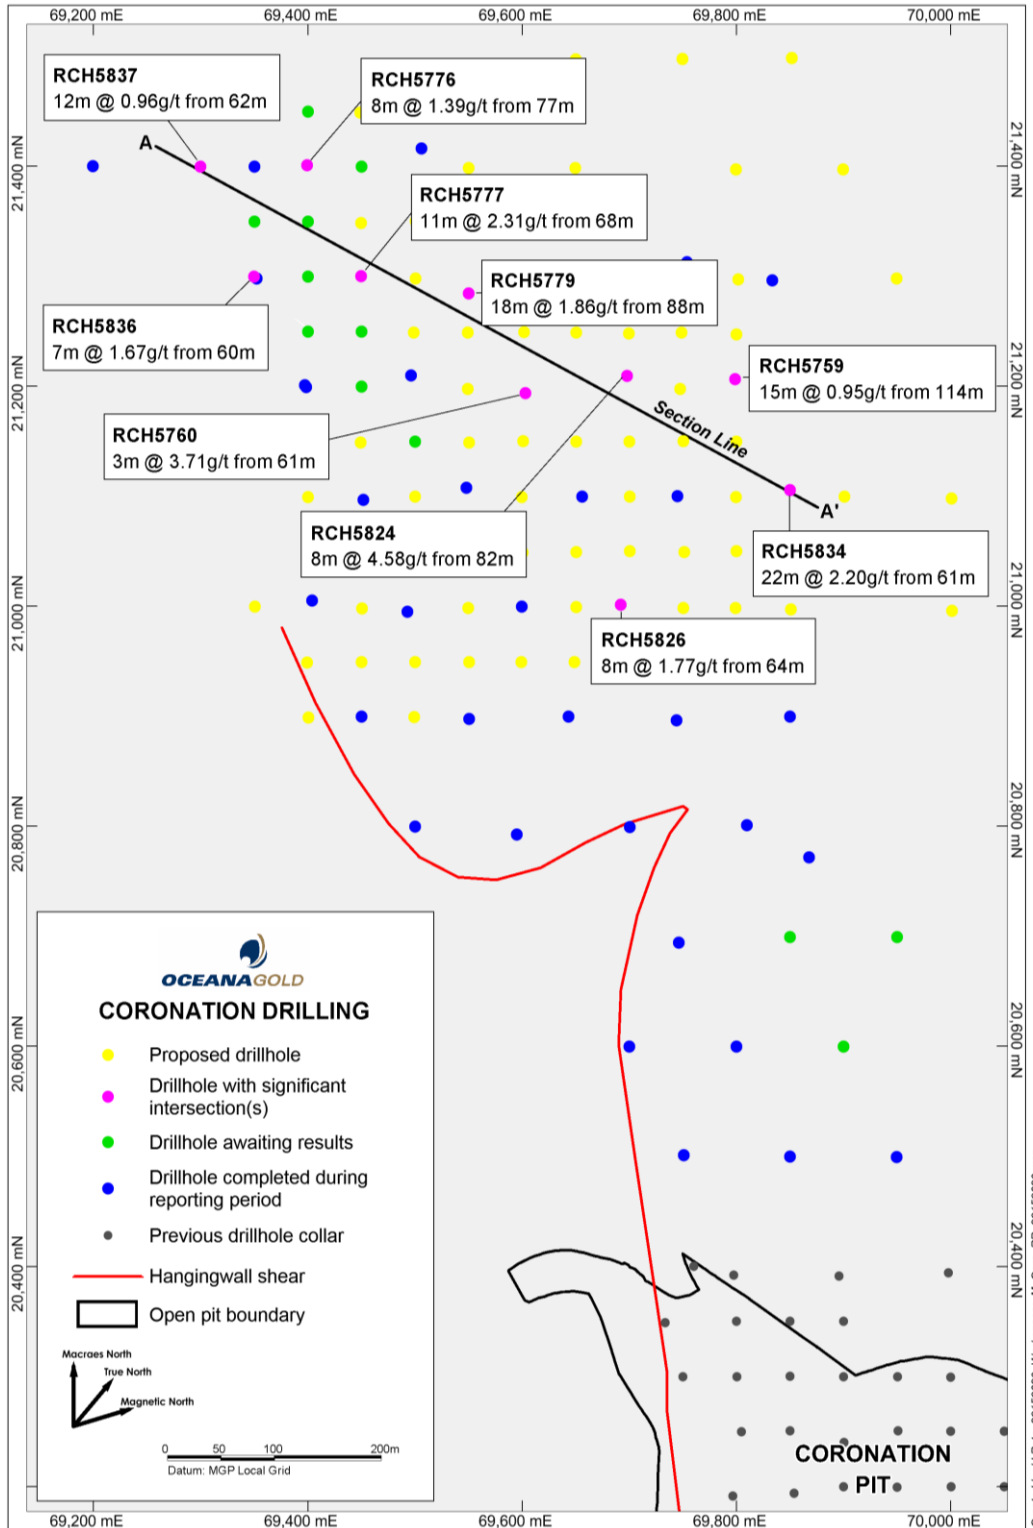 69,200 mE
69,400 mE
69,600 mE
69,800 mE
70,000 mE
RCH5837
12m @ 0.96g/t from 62m
RCH5776
8m @ 1.39g/t from 77m
A
21,400 mN
21,400 mN
RCH5777
11m @ 2.31g/t from 68m
RCH5779
18m @ 1.86g/t from 88m
RCH5836
7m @ 1.67g/t from 60m
RCH5759
15m @ 0.95g/t from 114m
21,200 mN
21,200 mN
Section Line
RCH5760
3m @ 3.71g/t from 61m
A'
RCH5824
8m @ 4.58g/t from 82m
RCH5834
22m @ 2.20g/t from 61m
21,000 mN
21,000 mN
RCH5826
8m @ 1.77g/t from 64m
20,800 mN
20,800 mN
OCEANAGOLD
CORONATION DRILLING
Proposed drillhole
Drillhole with significant
intersection(s)
Drillhole awaiting results
Drillhole completed during
reporting period
Previous drillhole collar
Hangingwall shear
Open pit boundary
20,600 mN
20,600 mN
20,400 mN
20,400 mN
Macraes North
True North
Magnetic North
0 50 100 200m
Datum: MGP Local Grid
CORONATION
PIT
69,200 mE
69,400 mE
69,600 mE
69,800 mE
70,000 mE